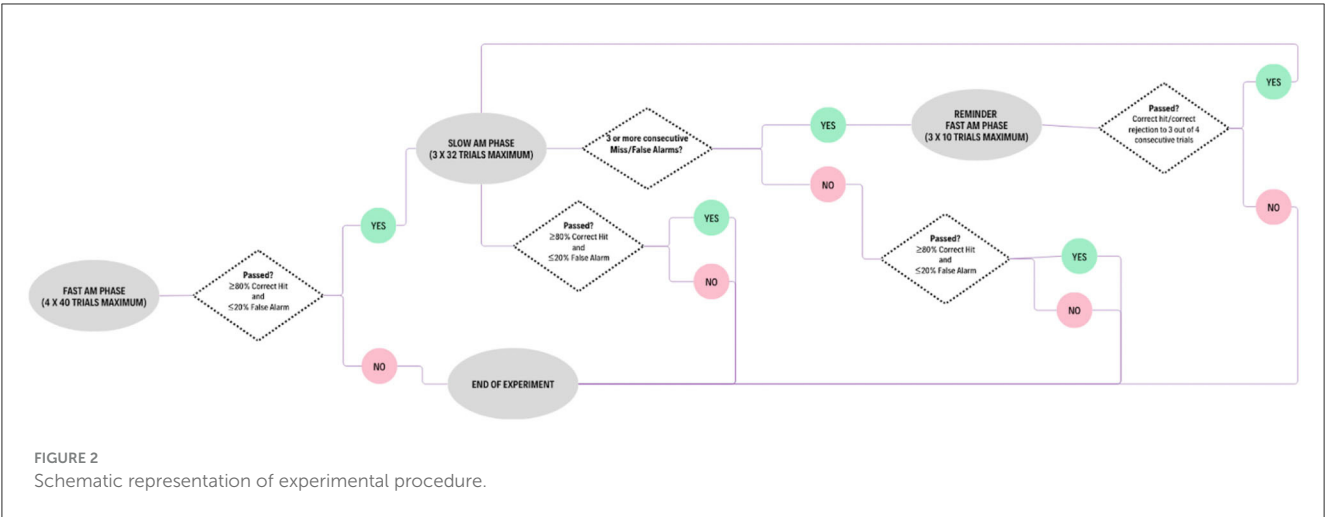 YES
SLOW AM PHASE
(3 X 32 TRIALS MAXIMUM)
3 or more consecutive
Miss/False Alarms?
YES
REMINDER
FAST AM PHASE
(3 X 10 TRIALS MAXIMUM)
Passed?
Correct hit/correct
rejection to 3 out of 4
consecutive trials
NO
YES
Passed?
≥80% Correct Hit
and
≤20% False Alarm
YES
NO
Passed?
≥80% Correct Hit
and
≤20% False Alarm
YES
NO
NO
FAST AM PHASE
(4 X 40 TRIALS MAXIMUM)
Passed?
≥80% Correct Hit
and
≤20% False Alarm
NO
END OF EXPERIMENT
FIGURE 2
Schematic representation of experimental procedure.